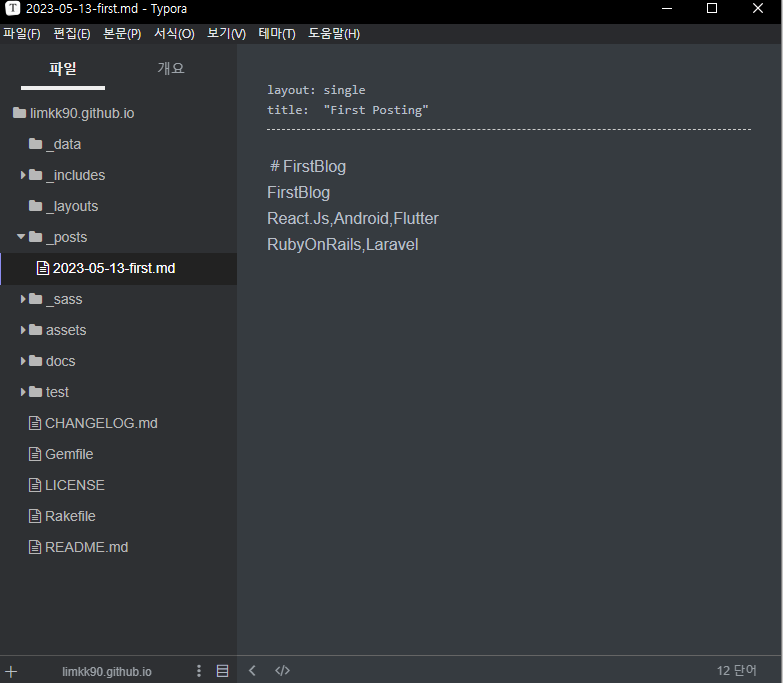 T 2023-05-13-first.md - Typora
파일(F) 편집(E) 본문(P) 서식(O) 보기(V) 테마(T) 도움말(H)
파일 개요
limkk90.github.io
_data
_includes
_layouts
_posts
2023-05-13-first.md
_sass
assets
docs
test
CHANGELOG.md
Gemfile
LICENSE
Rakefile
README.md
layout: single
title:  "First Posting"
# FirstBlog
FirstBlog
React.Js,Android,Flutter
RubyOnRails,Laravel
limkk90.github.io
12 단어